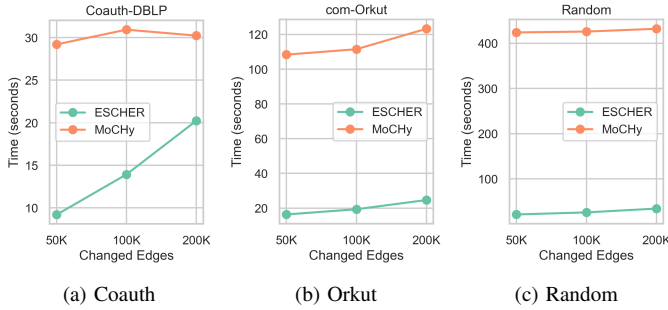 Coauth-DBLP
30
25
20
15
10
Time (seconds)
ESCHER
MoCHy
50K 100K 200K
Changed Edges
(a) Coauth
com-Orkut
120
100
80
60
40
20
Time (seconds)
ESCHER
MoCHy
50K 100K 200K
Changed Edges
(b) Orkut
Random
400
300
200
100
Time (seconds)
ESCHER
MoCHy
50K 100K 200K
Changed Edges
(c) Random